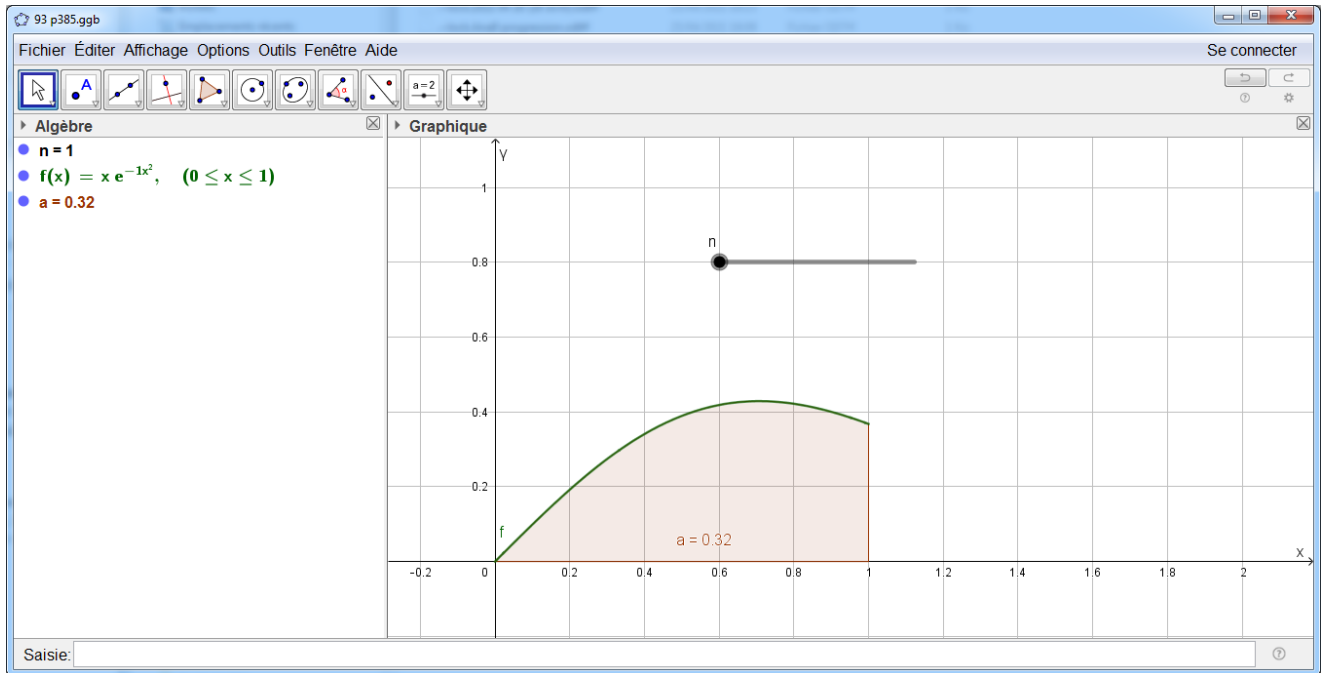 93 p385.ggb
Fichier Éditer Affichage Options Outils Fenêtre Aide
Se connecter
A
α
a=2
Algèbre
Graphique
n = 1
f(x) = x e^{-1x²}, (0 ≤ x ≤ 1)
a = 0.32
y
1
n
0.8
0.6
0.4
0.2
f
a = 0.32
x
-0.2 0 0.2 0.4 0.6 0.8 1 1.2 1.4 1.6 1.8 2
Saisie: